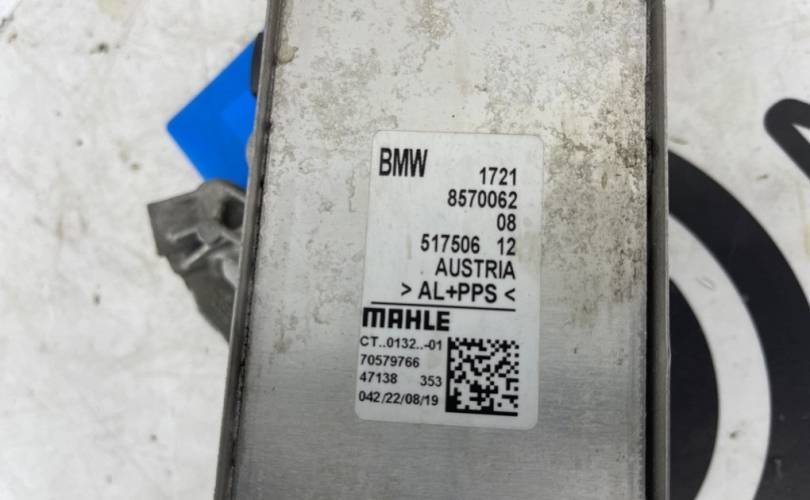 BMW 1721
8570062
08
517506 12
AUSTRIA
> AL+PPS <
MAHLE
CT..0132..-01
70579766
47138 353
042/22/08/19